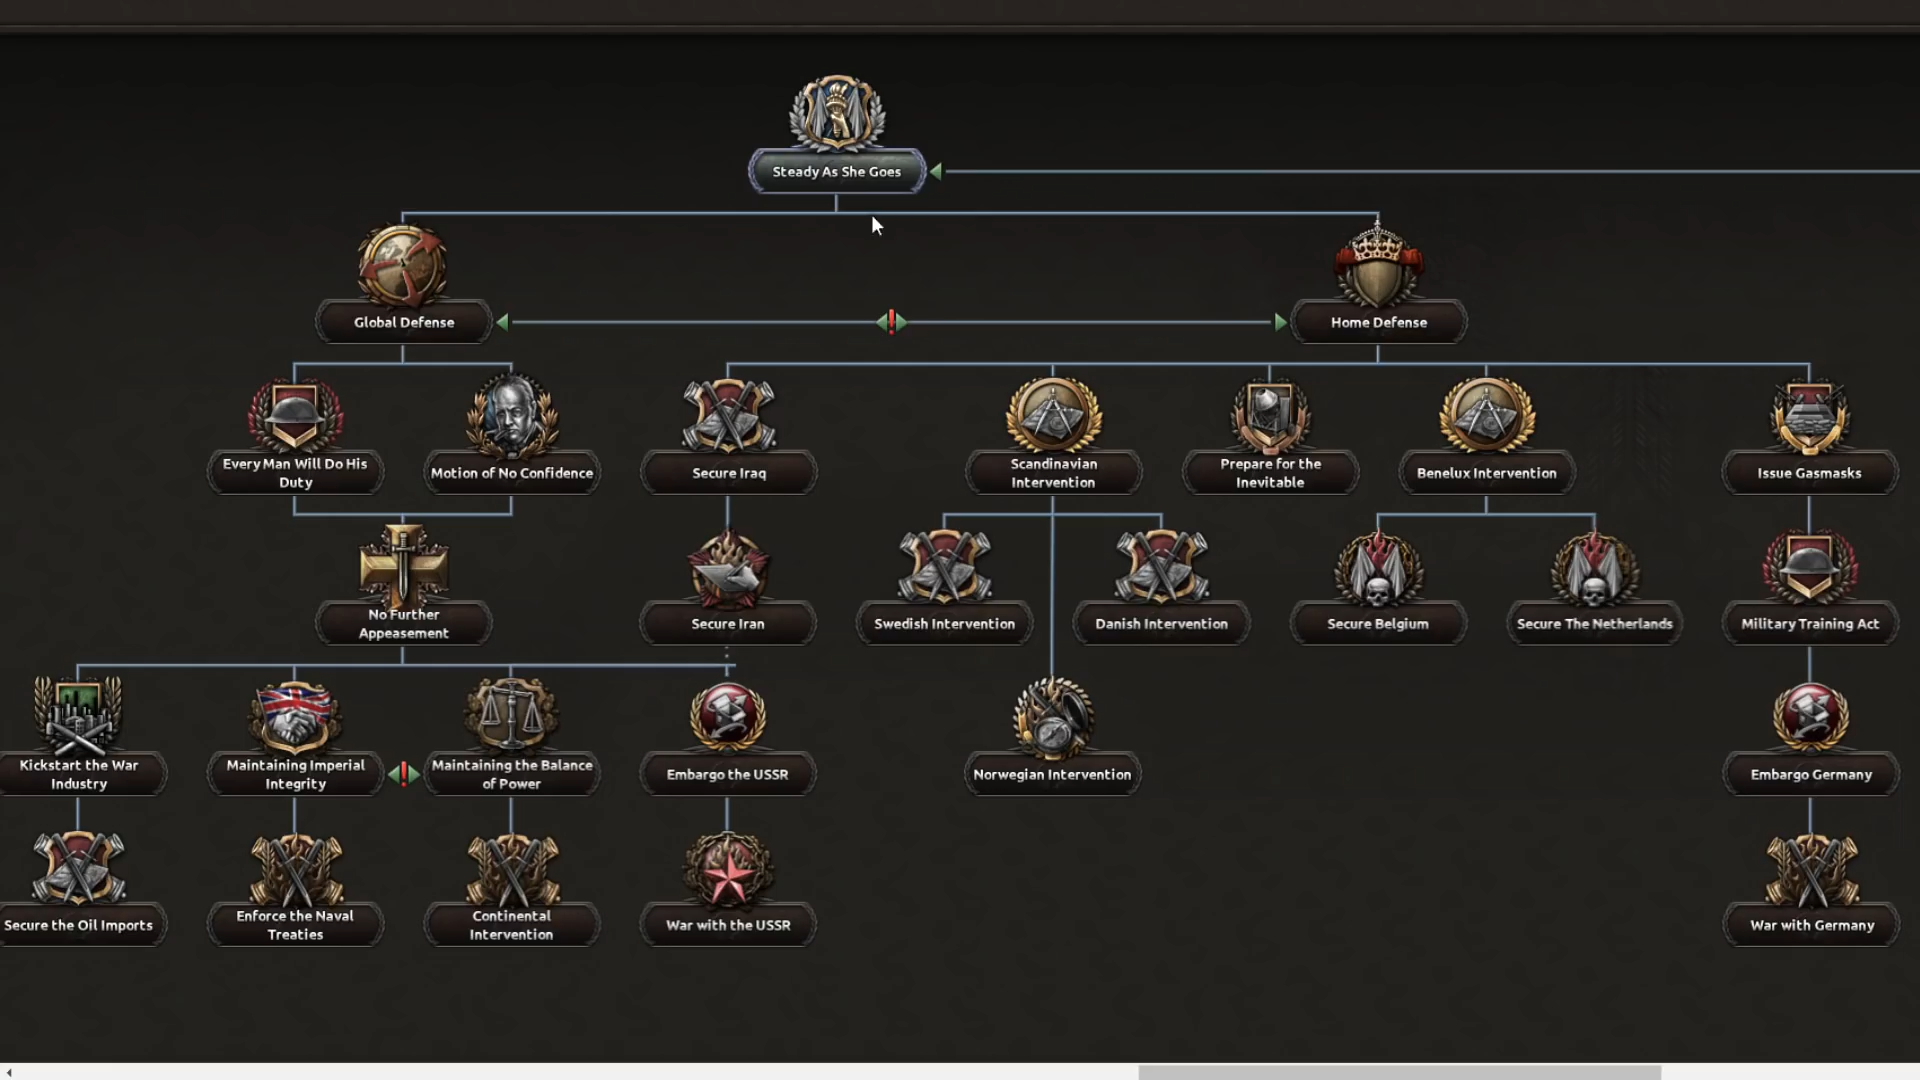 Steady As She Goes
Global Defense
Home Defense
Every Man Will Do His
Duty
Motion of No Confidence
Secure Iraq
Scandinavian
Intervention
Prepare for the
Inevitable
Benelux Intervention
Issue Gasmasks
No Further
Appeasement
Secure Iran
Swedish Intervention
Danish Intervention
Secure Belgium
Secure The Netherlands
Military Training Act
Kickstart the War
Industry
Maintaining Imperial
Integrity
Maintaining the Balance
of Power
Embargo the USSR
Norwegian Intervention
Embargo Germany
Secure the Oil Imports
Enforce the Naval
Treaties
Continental
Intervention
War with the USSR
War with Germany